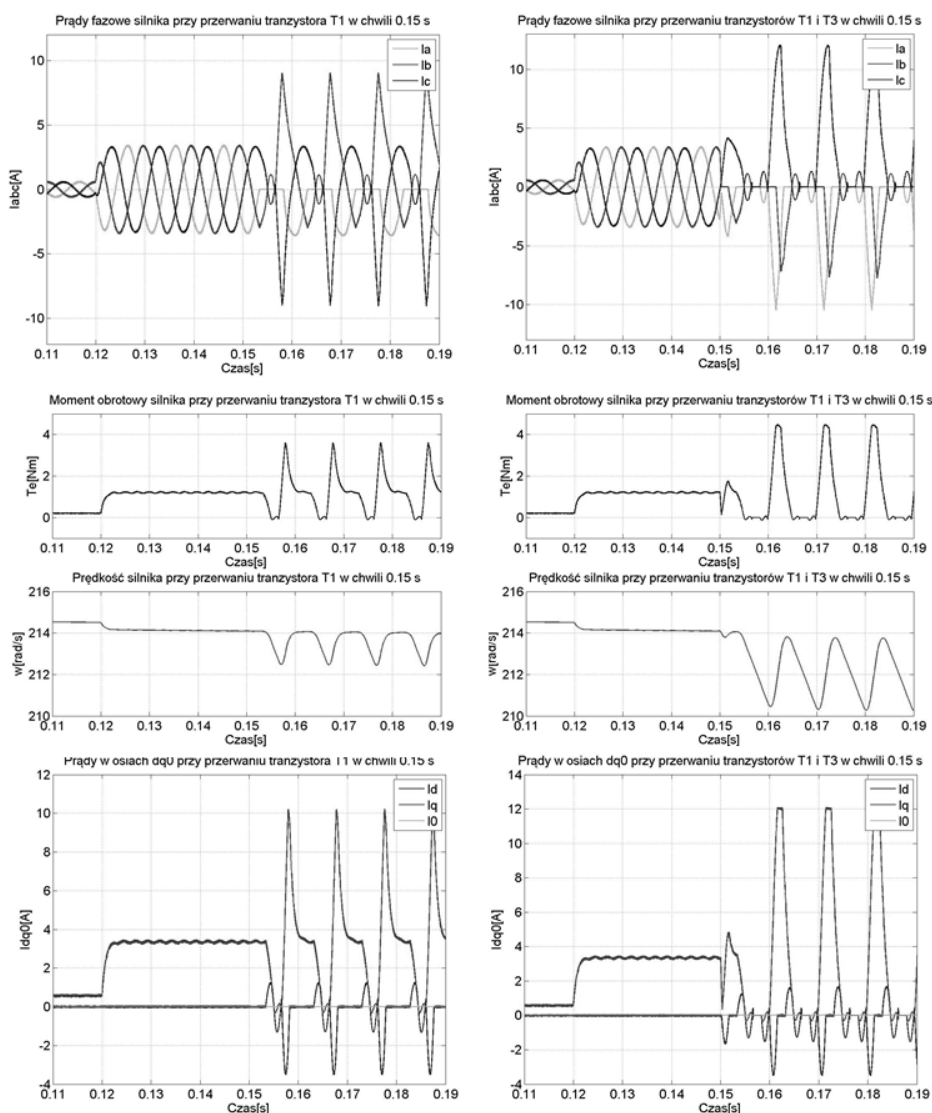 Prądy fazowe silnika przy przerwaniu tranzystora T1 w chwili 0.15 s
Ia
Ib
Ic
10
5
0
-5
-10
Iabc[A]
0.11 0.12 0.13 0.14 0.15 0.16 0.17 0.18 0.19
Czas[s]
Prądy fazowe silnika przy przerwaniu tranzystorów T1 i T3 w chwili 0.15 s
Ia
Ib
Ic
10
5
0
-5
-10
Iabc[A]
0.11 0.12 0.13 0.14 0.15 0.16 0.17 0.18 0.19
Czas[s]
Moment obrotowy silnika przy przerwaniu tranzystora T1 w chwili 0.15 s
4
2
0
Te[Nm]
0.11 0.12 0.13 0.14 0.15 0.16 0.17 0.18 0.19
Czas[s]
Moment obrotowy silnika przy przerwaniu tranzystorów T1 i T3 w chwili 0.15 s
4
2
0
Te[Nm]
0.11 0.12 0.13 0.14 0.15 0.16 0.17 0.18 0.19
Czas[s]
Prędkość silnika przy przerwaniu tranzystora T1 w chwili 0.15 s
216
214
212
210
w[rad/s]
0.11 0.12 0.13 0.14 0.15 0.16 0.17 0.18 0.19
Czas[s]
Prędkość silnika przy przerwaniu tranzystorów T1 i T3 w chwili 0.15 s
216
214
212
210
w[rad/s]
0.11 0.12 0.13 0.14 0.15 0.16 0.17 0.18 0.19
Czas[s]
Prądy w osiach dq0 przy przerwaniu tranzystora T1 w chwili 0.15 s
Id
Iq
I0
12
10
8
6
4
2
0
-2
-4
Idq0[A]
0.11 0.12 0.13 0.14 0.15 0.16 0.17 0.18 0.19
Czas[s]
Prądy w osiach dq0 przy przerwaniu tranzystorów T1 i T3 w chwili 0.15 s
Id
Iq
I0
14
12
10
8
6
4
2
0
-2
-4
Idq0[A]
0.11 0.12 0.13 0.14 0.15 0.16 0.17 0.18 0.19
Czas[s]